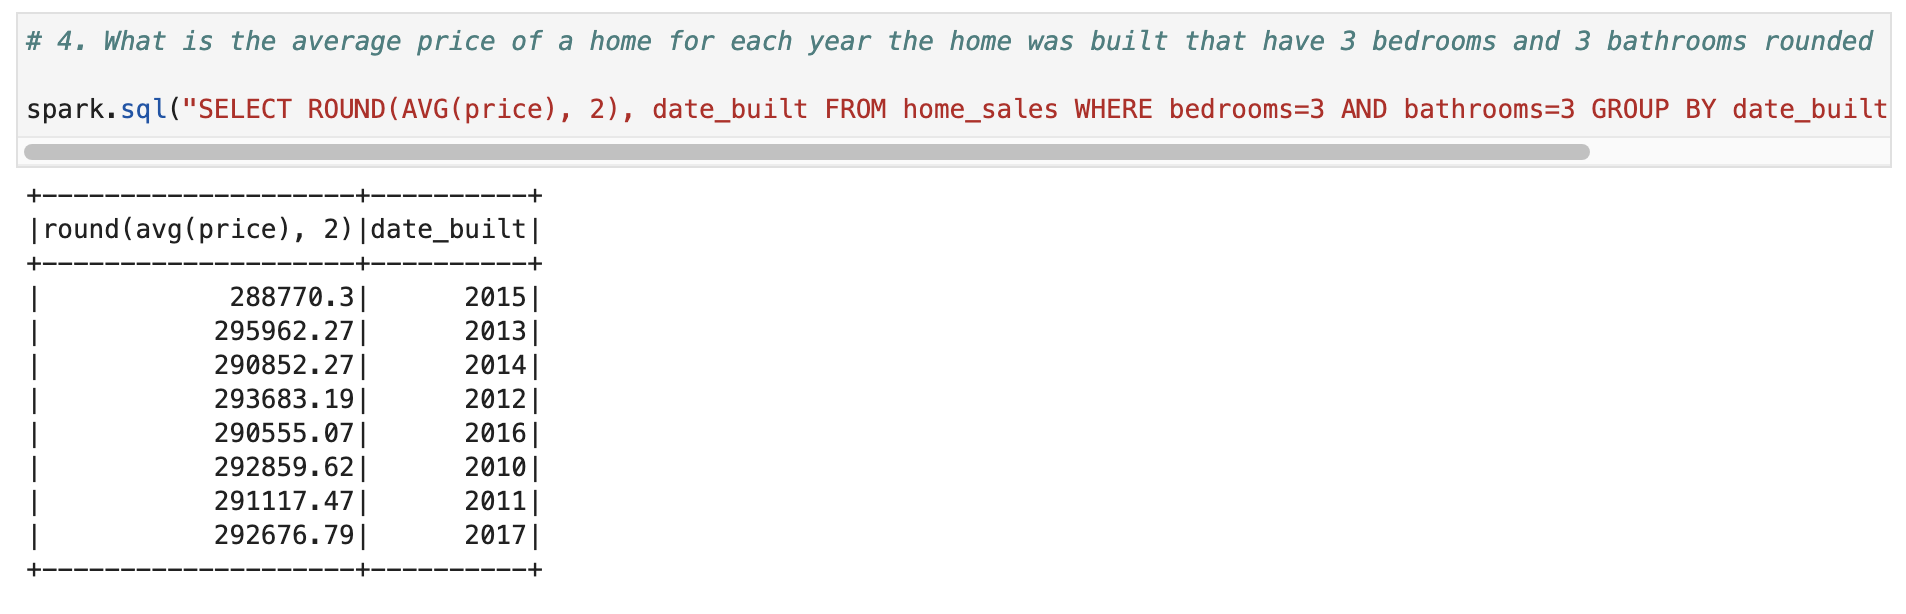 # 4. What is the average price of a home for each year the home was built that have 3 bedrooms and 3 bathrooms rounded
spark.sql("SELECT ROUND(AVG(price), 2), date_built FROM home_sales WHERE bedrooms=3 AND bathrooms=3 GROUP BY date_built
+--------------------+----------+
|round(avg(price), 2)|date_built|
+--------------------+----------+
|            288770.3|      2015|
|           295962.27|      2013|
|           290852.27|      2014|
|           293683.19|      2012|
|           290555.07|      2016|
|           292859.62|      2010|
|           291117.47|      2011|
|           292676.79|      2017|
+--------------------+----------+